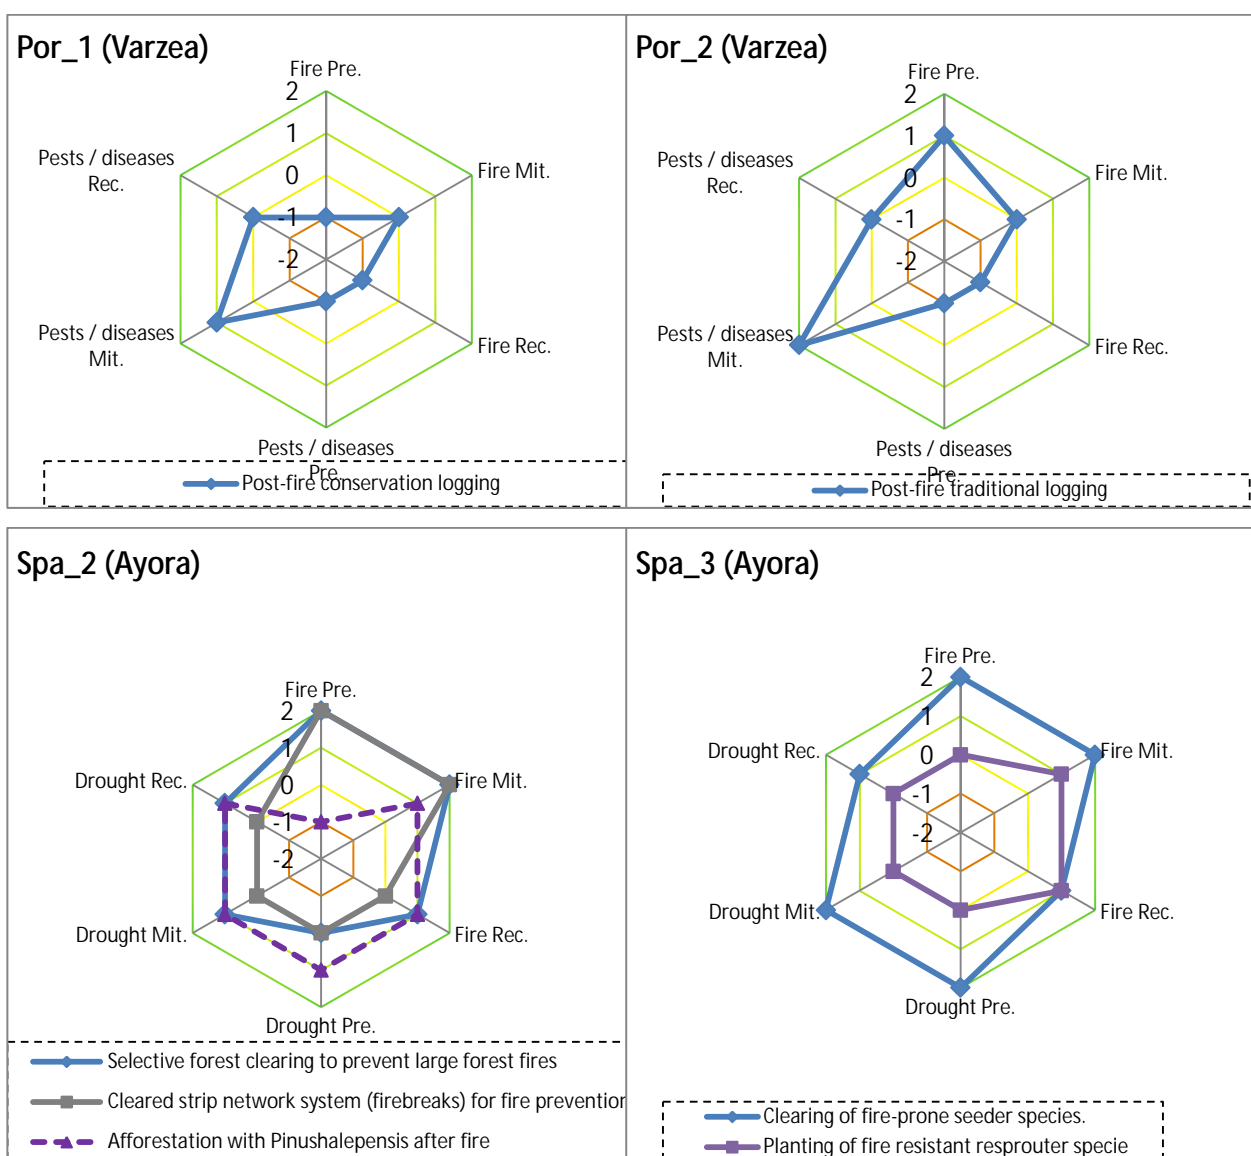 Por_1 (Varzea)
Fire Pre.
2
1
0
-1
-2
Pests / diseases
Rec.
Fire Mit.
Pests / diseases
Mit.
Fire Rec.
Pests / diseases
Pre.
Post-fire conservation logging
Por_2 (Varzea)
Fire Pre.
2
1
0
-1
-2
Pests / diseases
Rec.
Fire Mit.
Pests / diseases
Mit.
Fire Rec.
Pests / diseases
Pre.
Post-fire traditional logging
Spa_2 (Ayora)
Fire Pre.
2
1
0
-1
-2
Drought Rec.
Fire Mit.
Drought Mit.
Fire Rec.
Drought Pre.
Selective forest clearing to prevent large forest fires
Cleared strip network system (firebreaks) for fire prevention
Afforestation with Pinushalepensis after fire
Spa_3 (Ayora)
Fire Pre.
2
1
0
-1
-2
Drought Rec.
Fire Mit.
Drought Mit.
Fire Rec.
Drought Pre.
Clearing of fire-prone seeder species.
Planting of fire resistant resprouter specie